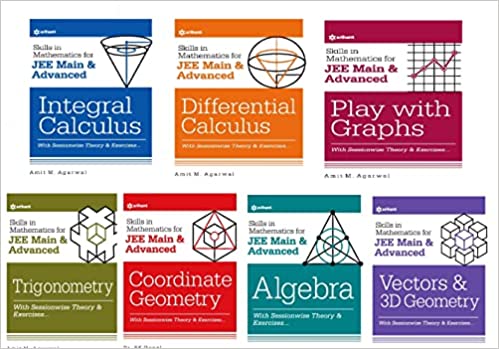 arihant
Skills in
Mathematics for
JEE Main &
Advanced
Integral
Calculus
With Sessionwise Theory & Exercises...
Amit M. Agarwal
arihant
Skills in
Mathematics for
JEE Main &
Advanced
Differential
Calculus
With Sessionwise Theory & Exercises...
Amit M. Agarwal
arihant
Skills in
Mathematics for
JEE Main &
Advanced
Play with
Graphs
With Sessionwise Theory & Exercises...
Amit M. Agarwal
arihant
Skills in
Mathematics for
JEE Main &
Advanced
Trigonometry
With Sessionwise Theory & Exercises...
arihant
Skills in
Mathematics for
JEE Main &
Advanced
Coordinate
Geometry
With Sessionwise Theory & Exercises...
arihant
Skills in
Mathematics for
JEE Main &
Advanced
Algebra
With Sessionwise Theory & Exercises...
arihant
Skills in
Mathematics for
JEE Main &
Advanced
Vectors &
3D Geometry
With Sessionwise Theory & Exercises...